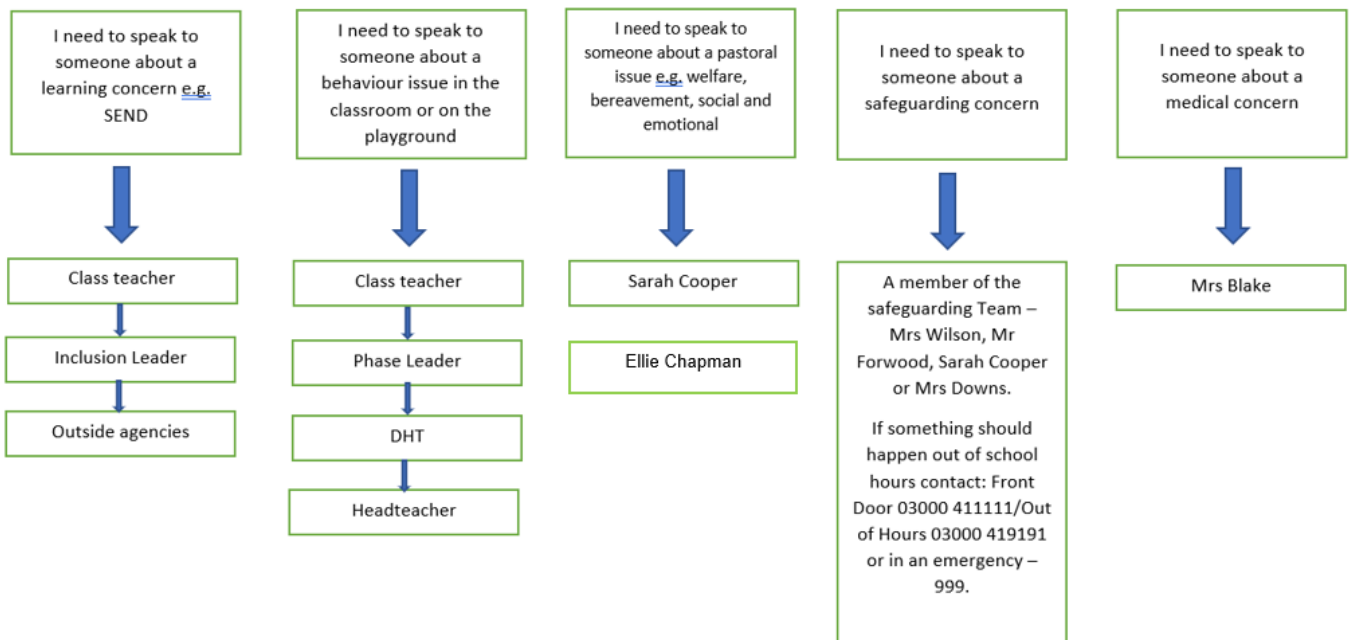 I need to speak to
someone about a
learning concern e.g.
SEND
Class teacher
Inclusion Leader
Outside agencies
I need to speak to
someone about a
behaviour issue in the
classroom or on the
playground
Class teacher
Phase Leader
DHT
Headteacher
I need to speak to
someone about a pastoral
issue e.g. welfare,
bereavement, social and
emotional
Sarah Cooper
Ellie Chapman
I need to speak to
someone about a
safeguarding concern
A member of the
safeguarding Team –
Mrs Wilson, Mr
Forwood, Sarah Cooper
or Mrs Downs.
If something should
happen out of school
hours contact: Front
Door 03000 411111/Out
of Hours 03000 419191
or in an emergency –
999.
I need to speak to
someone about a
medical concern
Mrs Blake